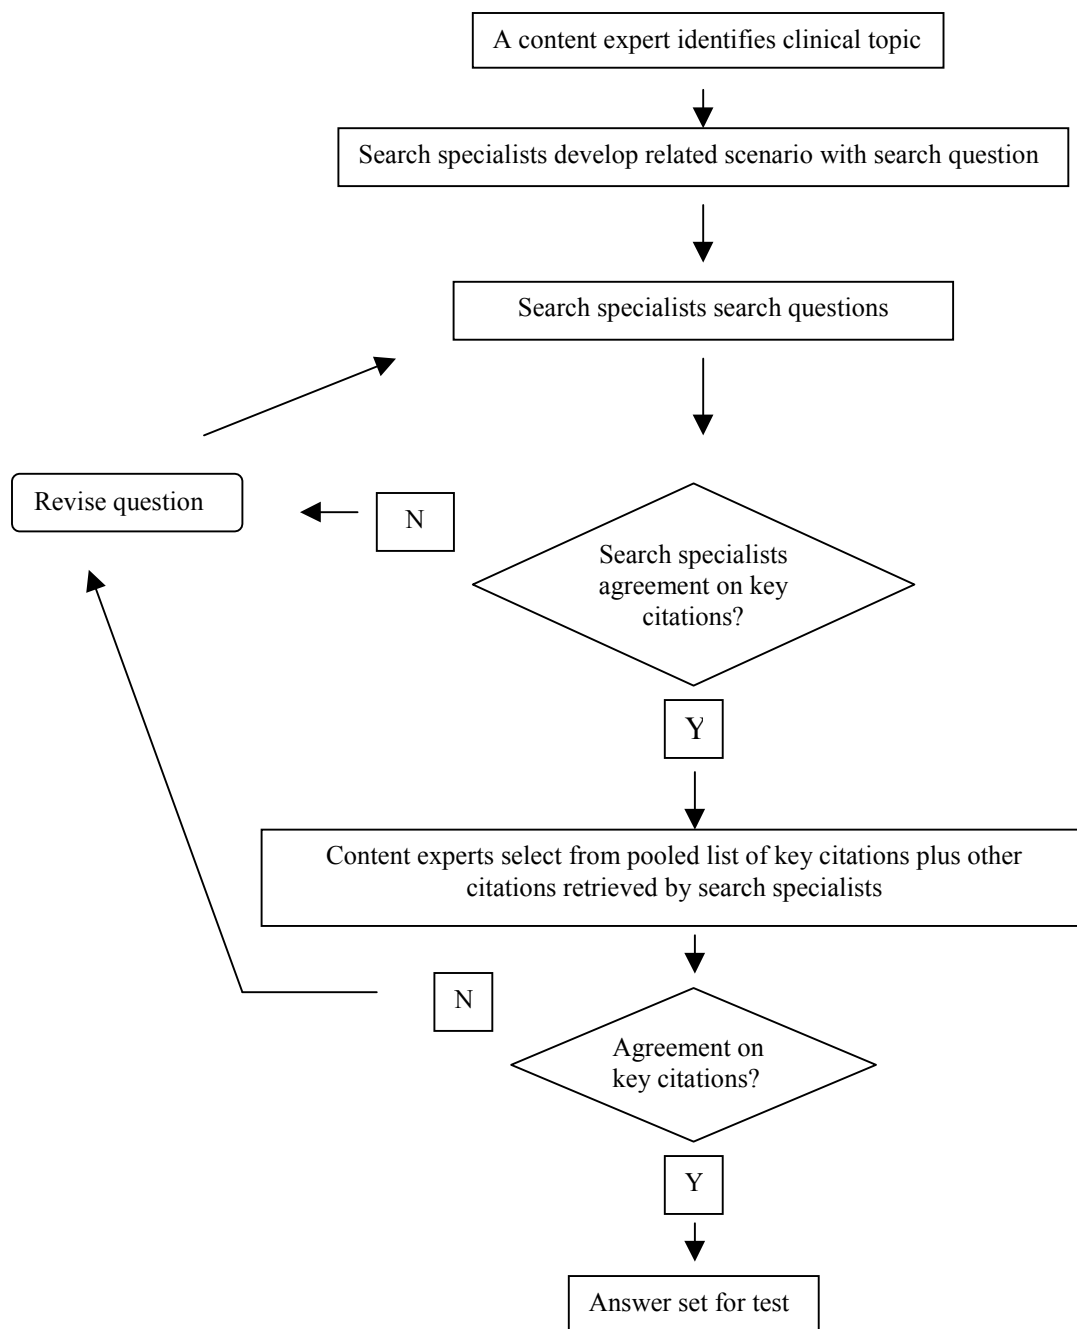 A content expert identifies clinical topic
Search specialists develop related scenario with search question
Search specialists search questions
Revise question
N
Search specialists
agreement on key
citations?
Y
Content experts select from pooled list of key citations plus other
citations retrieved by search specialists
N
Agreement on
key citations?
Y
Answer set for test